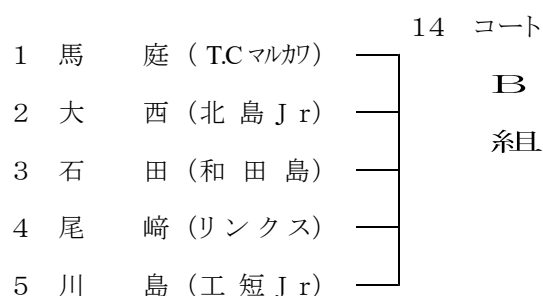 14 コート
B
組
1 馬 庭 ( T.C マルカワ)
2 大 西 (北 島 J r)
3 石 田 (和 田 島)
4 尾 﨑 (リ ン ク ス)
5 川 島 (工 短 J r)